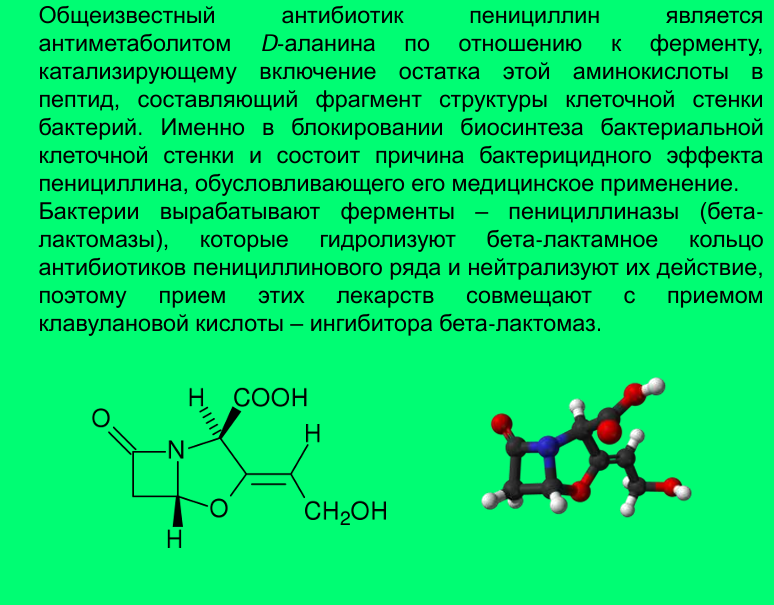 Общеизвестный антибиотик пенициллин является
антиметаболитом D-аланина по отношению к ферменту,
катализирующему включение остатка этой аминокислоты в
пептид, составляющий фрагмент структуры клеточной стенки
бактерий. Именно в блокировании биосинтеза бактериальной
клеточной стенки и состоит причина бактерицидного эффекта
пенициллина, обусловливающего его медицинское применение.
Бактерии вырабатывают ферменты – пенициллиназы (бета-
лактомазы), которые гидролизуют бета-лактамное кольцо
антибиотиков пенициллинового ряда и нейтрализуют их действие,
поэтому прием этих лекарств совмещают с приемом
клавулановой кислоты – ингибитора бета-лактомаз.
H COOH
O H
N
O CH₂OH
H